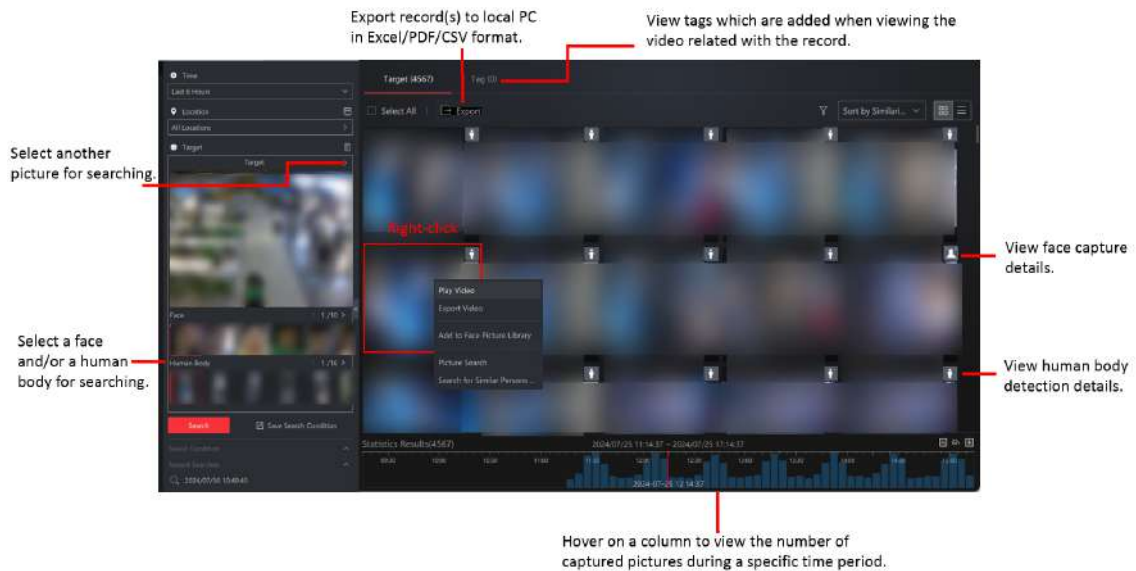 Export record(s) to local PC
in Excel/PDF/CSV format.
View tags which are added when viewing the
video related with the record.
Time
Last 6 Hours
Location
All Locations
Target
Target
Select another
picture for searching.
Target (4567)
Tag (0)
Select All
Export
Sort by Similari...
Right-click
Play Video
Export Video
Add to Face Picture Library
Picture Search
Search for Similar Persons ...
View face capture
details.
Face
1 /10 >
Select a face
and/or a human
body for searching.
Human Body
1 /16 >
View human body
detection details.
Search
Save Search Condition
Search Condition
Recent Searches
Statistics Results(4567)
2024/07/25 11:14:37 ~ 2024/07/25 17:14:37
Hover on a column to view the number of
captured pictures during a specific time period.